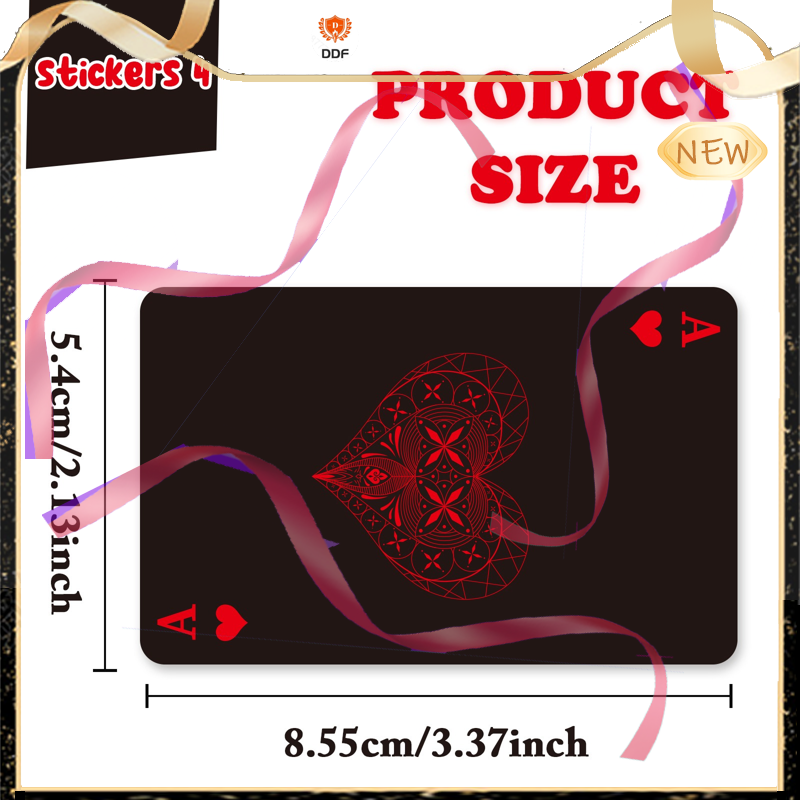 Stickers 4
D
DDF
PRODUCT
SIZE
NEW
A
5.4cm/2.13inch
A
8.55cm/3.37inch